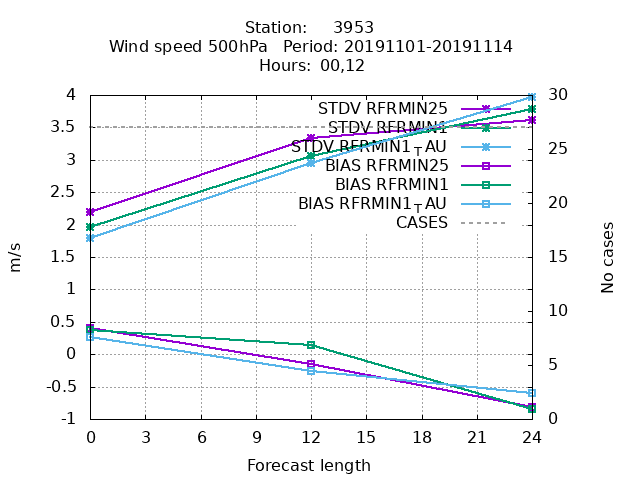 Station: 3953
Wind speed 500hPa Period: 20191101-20191114
Hours: 00,12
4
3.5
3
2.5
2
1.5
1
0.5
0
-0.5
-1
30
25
20
15
10
5
0
STDV RFRMIN25
STDV RFRMIN1
STDV RFRMIN1TAU
BIAS RFRMIN25
BIAS RFRMIN1
BIAS RFRMIN1TAU
CASES
m/s
No cases
0 3 6 9 12 15 18 21 24
Forecast length